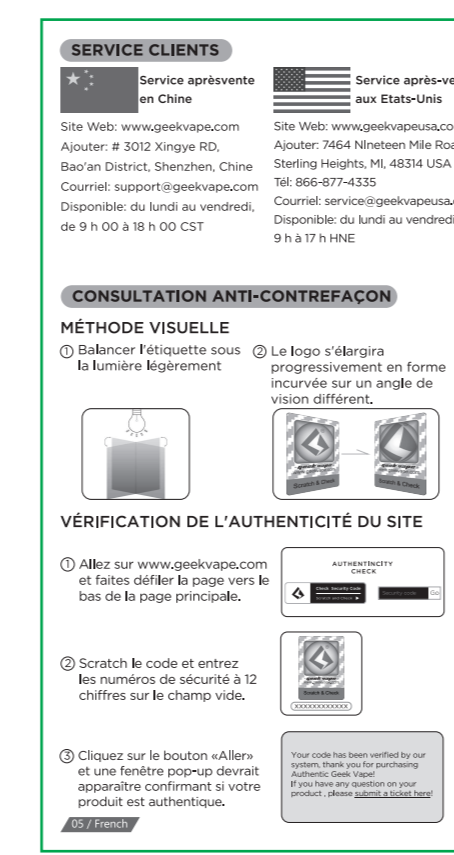 SERVICE CLIENTS
Service aprèsvente
en Chine
Site Web: www.geekvape.com
Ajouter: # 3012 Xingye RD,
Bao'an District, Shenzhen, Chine
Courriel: support@geekvape.com
Disponible: du lundi au vendredi,
de 9 h 00 à 18 h 00 CST
Service après-ve
aux Etats-Unis
Site Web: www.geekvapeusa.co
Ajouter: 7464 NIneteen Mile Roa
Sterling Heights, MI, 48314 USA
Tél: 866-877-4335
Courriel: service@geekvapeusa.
Disponible: du lundi au vendredi
9 h à 17 h HNE
CONSULTATION ANTI-CONTREFAÇON
MÉTHODE VISUELLE
① Balancer l'étiquette sous
la lumière légèrement
② Le logo s'élargira
progressivement en forme
incurvée sur un angle de
vision différent.
Scratch & Check
Scratch & Check
VÉRIFICATION DE L'AUTHENTICITÉ DU SITE
① Allez sur www.geekvape.com
et faites défiler la page vers le
bas de la page principale.
AUTHENTINCITY
CHECK
Check Security Code
Scratch and Check
Security code
Go
② Scratch le code et entrez
les numéros de sécurité à 12
chiffres sur le champ vide.
Scratch & Check
XXXXXXXXXXXX
③ Cliquez sur le bouton «Aller»
et une fenêtre pop-up devrait
apparaître confirmant si votre
produit est authentique.
Your code has been verified by our
system, thank you for purchasing
Authentic Geek Vape!
If you have any question on your
product , please submit a ticket here!
05 / French